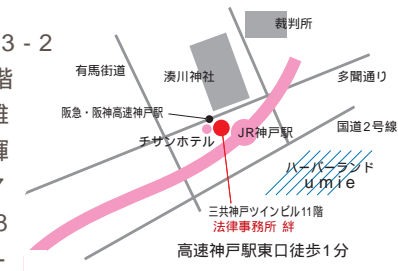 3-2
階
裁判所
有馬街道
湊川神社
多聞通り
阪急・阪神高速神戸駅
チサンホテル
JR神戸駅
国道2号線
ハーバーランド
umie
三共神戸ツインビル11階
法律事務所 絆
高速神戸駅東口徒歩1分